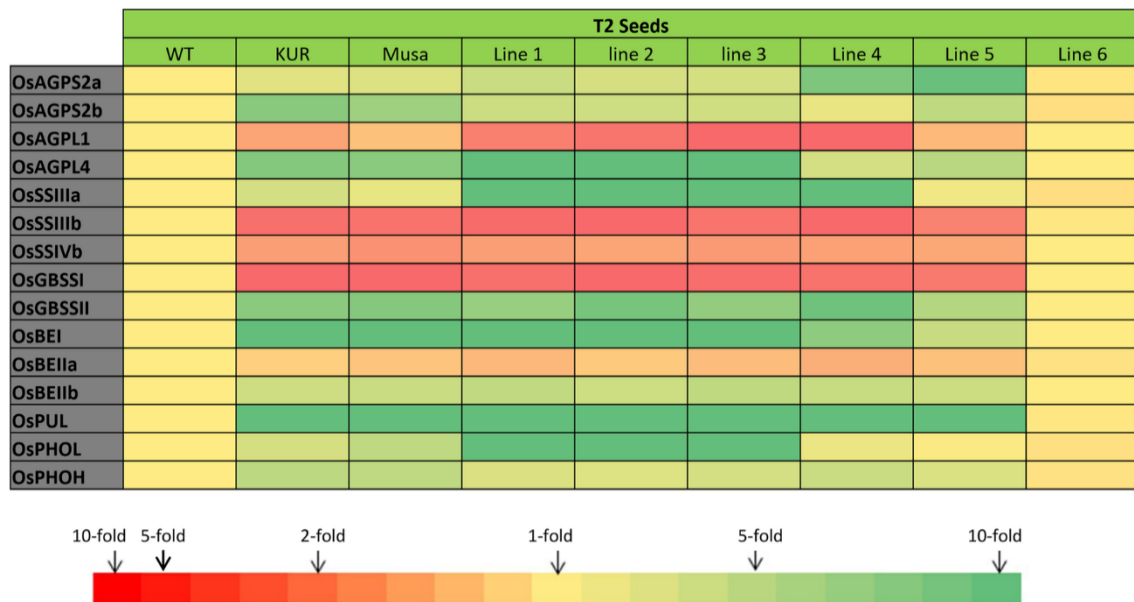 T2 Seeds
WT KUR Musa Line 1 line 2 line 3 Line 4 Line 5 Line 6
OsAGPS2a
OsAGPS2b
OsAGPL1
OsAGPL4
OsSSIIIa
OsSSIIIb
OsSSIVb
OsGBSSI
OsGBSSII
OsBEI
OsBEIIa
OsBEIIb
OsPUL
OsPHOL
OsPHOH
10-fold 5-fold 2-fold 1-fold 5-fold 10-fold